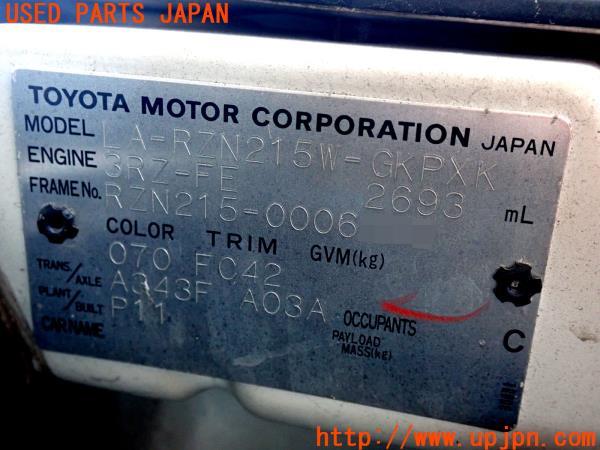 USED PARTS JAPAN
TOYOTA MOTOR CORPORATION JAPAN
MODEL LA-RZN215W-GKPXK
ENGINE 3RZ-FE 2693 mL
FRAME No. RZN215-0006
COLOR TRIM GVM(kg)
070 FC42
TRANS/AXLE A343F A03A
PLANT/BUILT P11 OCCUPANTS C
CAR NAME PAYLOAD MASS(kg)
http://www.upjpn.com